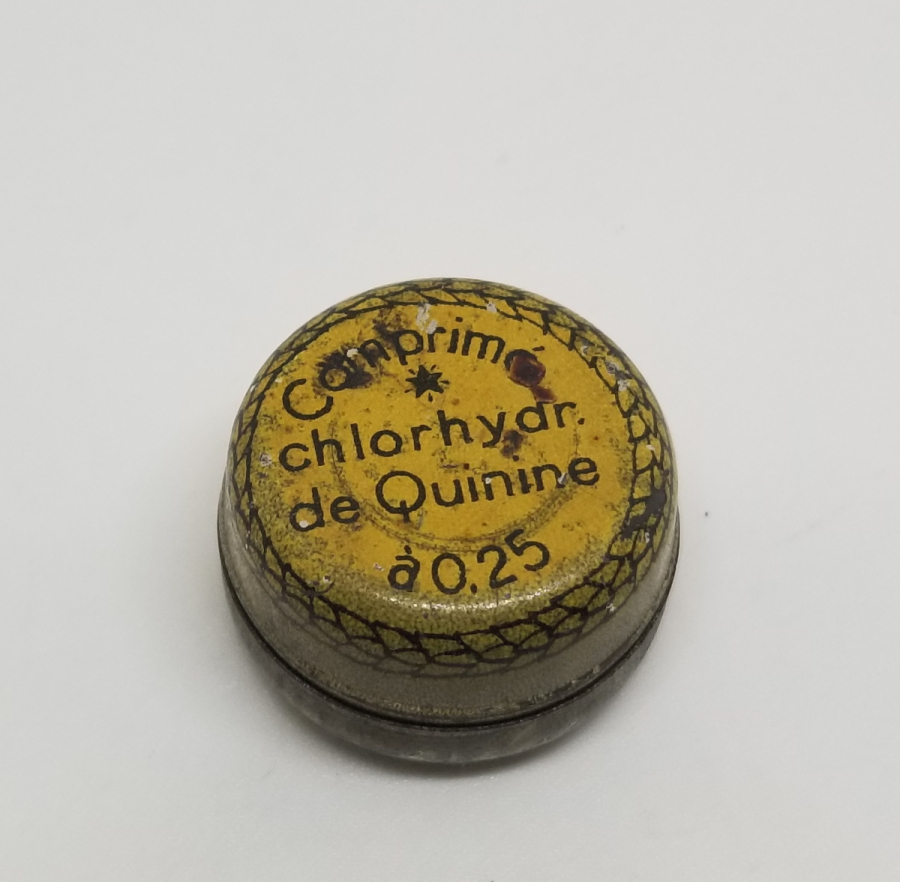 Comprimé
chlorhydr.
de Quinine
à 0.25